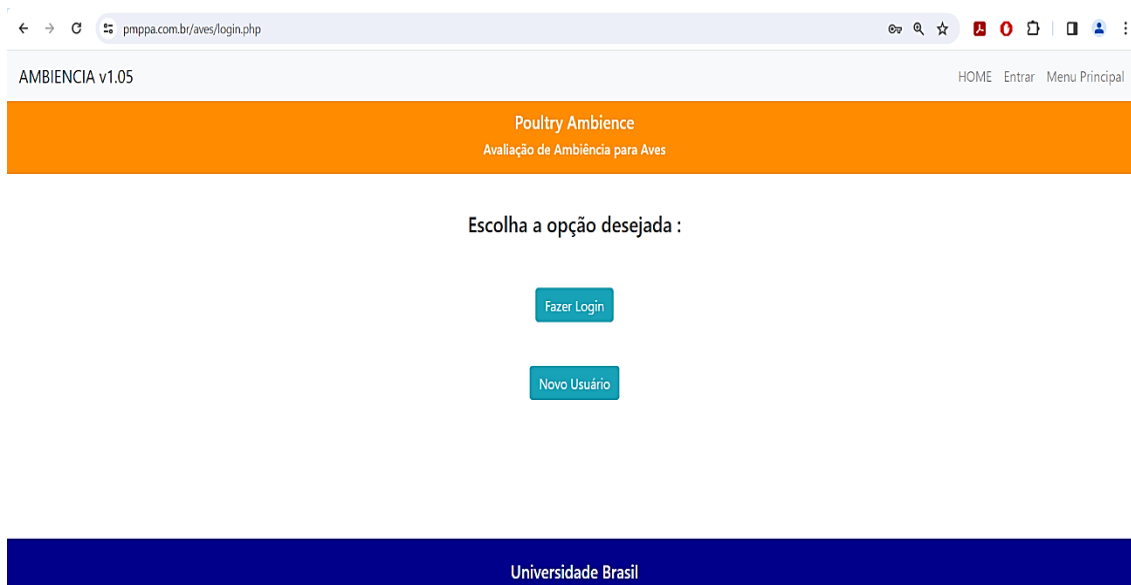 pmppa.com.br/aves/login.php
AMBIENCIA v1.05
HOME Entrar Menu Principal
Poultry Ambience
Avaliação de Ambiência para Aves
Escolha a opção desejada :
Fazer Login
Novo Usuário
Universidade Brasil